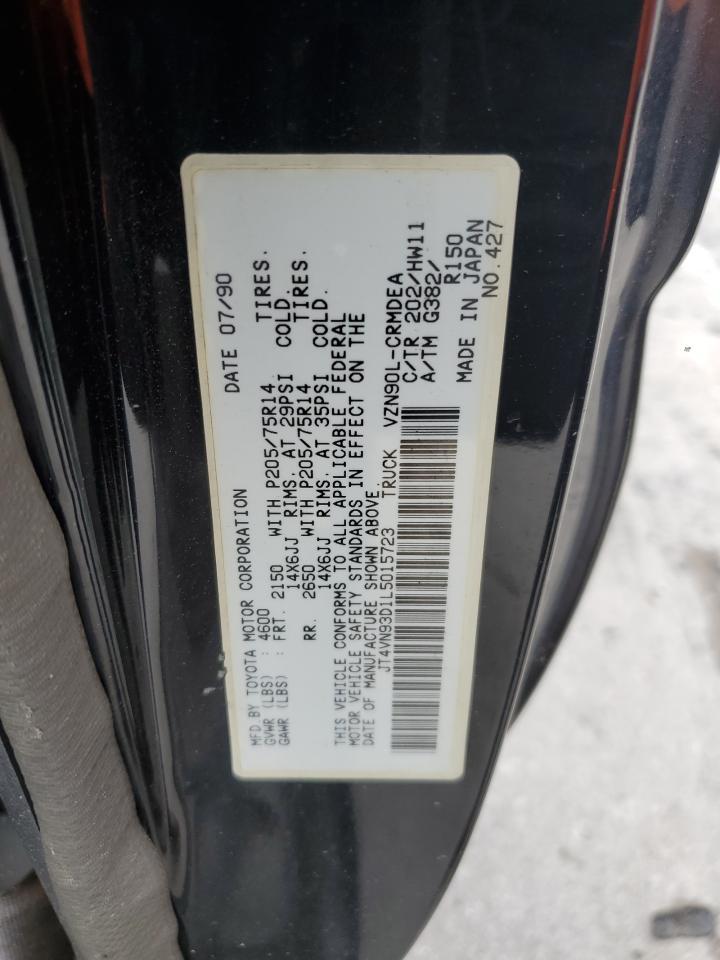 MFD. BY TOYOTA MOTOR CORPORATION DATE 07/90
GVWR (LBS) : 4600
GAWR (LBS) : FRT. 2150 WITH P205/75R14 TIRES.
14X6JJ RIMS. AT 29PSI COLD.
RR. 2650 WITH P205/75R14 TIRES.
14X6JJ RIMS. AT 35PSI COLD.
THIS VEHICLE CONFORMS TO ALL APPLICABLE FEDERAL
MOTOR VEHICLE SAFETY STANDARDS IN EFFECT ON THE
DATE OF MANUFACTURE SHOWN ABOVE.
JT4VN93D1L5015723 TRUCK VZN90L-CRMDEA
C/TR 202/HW11
A/TM G382/
R150
MADE IN JAPAN
NO.427